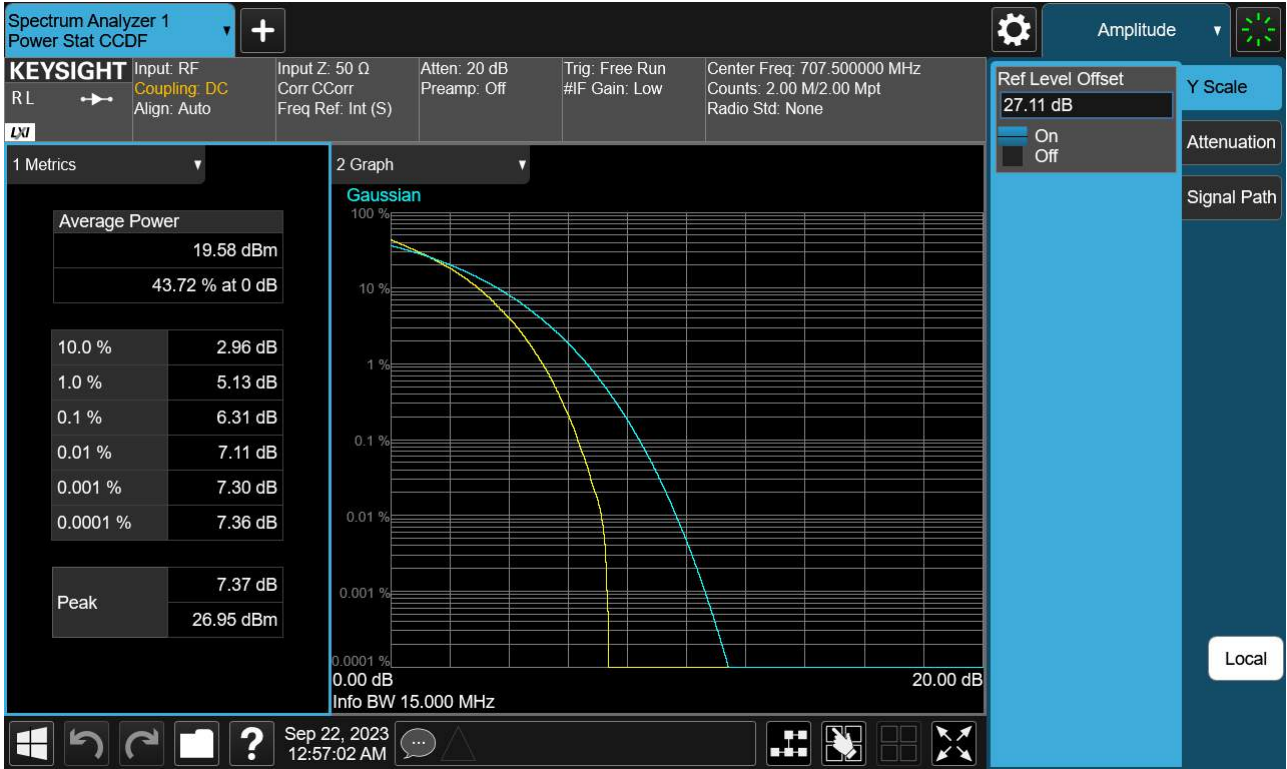 Spectrum Analyzer 1
Power Stat CCDF
Amplitude
KEYSIGHT
R L
LXI
Input: RF
Coupling: DC
Align: Auto
Input Z: 50 Ω
Corr CCorr
Freq Ref: Int (S)
Atten: 20 dB
Preamp: Off
Trig: Free Run
#IF Gain: Low
Center Freq: 707.500000 MHz
Counts: 2.00 M/2.00 Mpt
Radio Std: None
Ref Level Offset
27.11 dB
On
Off
Y Scale
Attenuation
Signal Path
1 Metrics
Average Power
19.58 dBm
43.72 % at 0 dB
10.0 % 2.96 dB
1.0 % 5.13 dB
0.1 % 6.31 dB
0.01 % 7.11 dB
0.001 % 7.30 dB
0.0001 % 7.36 dB
Peak
7.37 dB
26.95 dBm
2 Graph
Gaussian
100 %
10 %
1 %
0.1 %
0.01 %
0.001 %
0.0001 %
0.00 dB 20.00 dB
Info BW 15.000 MHz
Local
?
Sep 22, 2023
12:57:02 AM